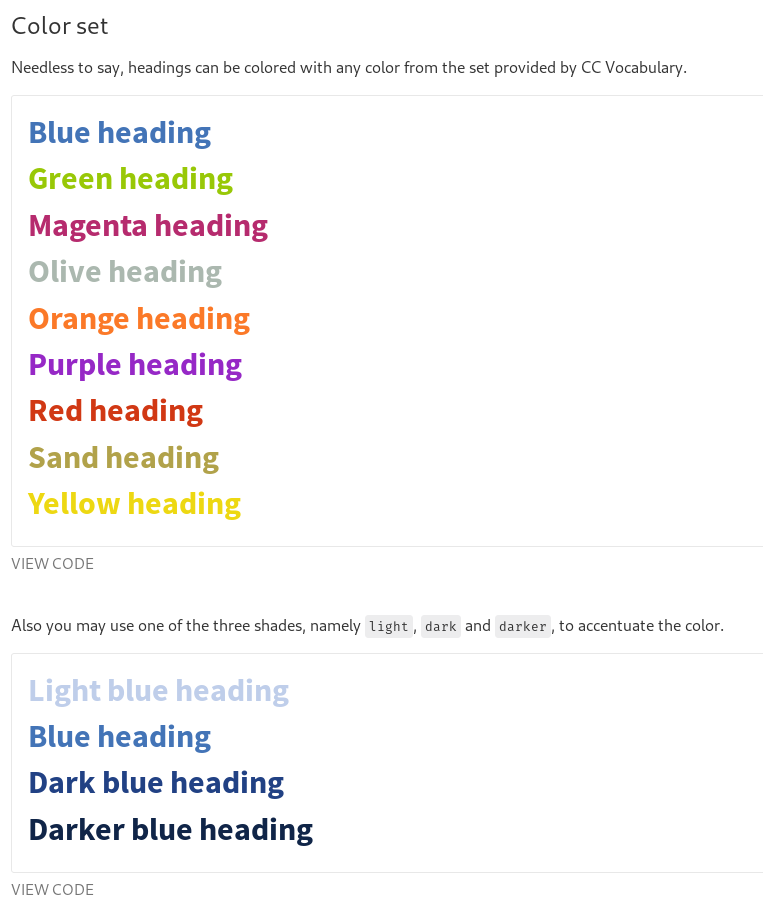 Color set
Needless to say, headings can be colored with any color from the set provided by CC Vocabulary.
Blue heading
Green heading
Magenta heading
Olive heading
Orange heading
Purple heading
Red heading
Sand heading
Yellow heading
VIEW CODE
Also you may use one of the three shades, namely light, dark and darker, to accentuate the color.
Light blue heading
Blue heading
Dark blue heading
Darker blue heading
VIEW CODE